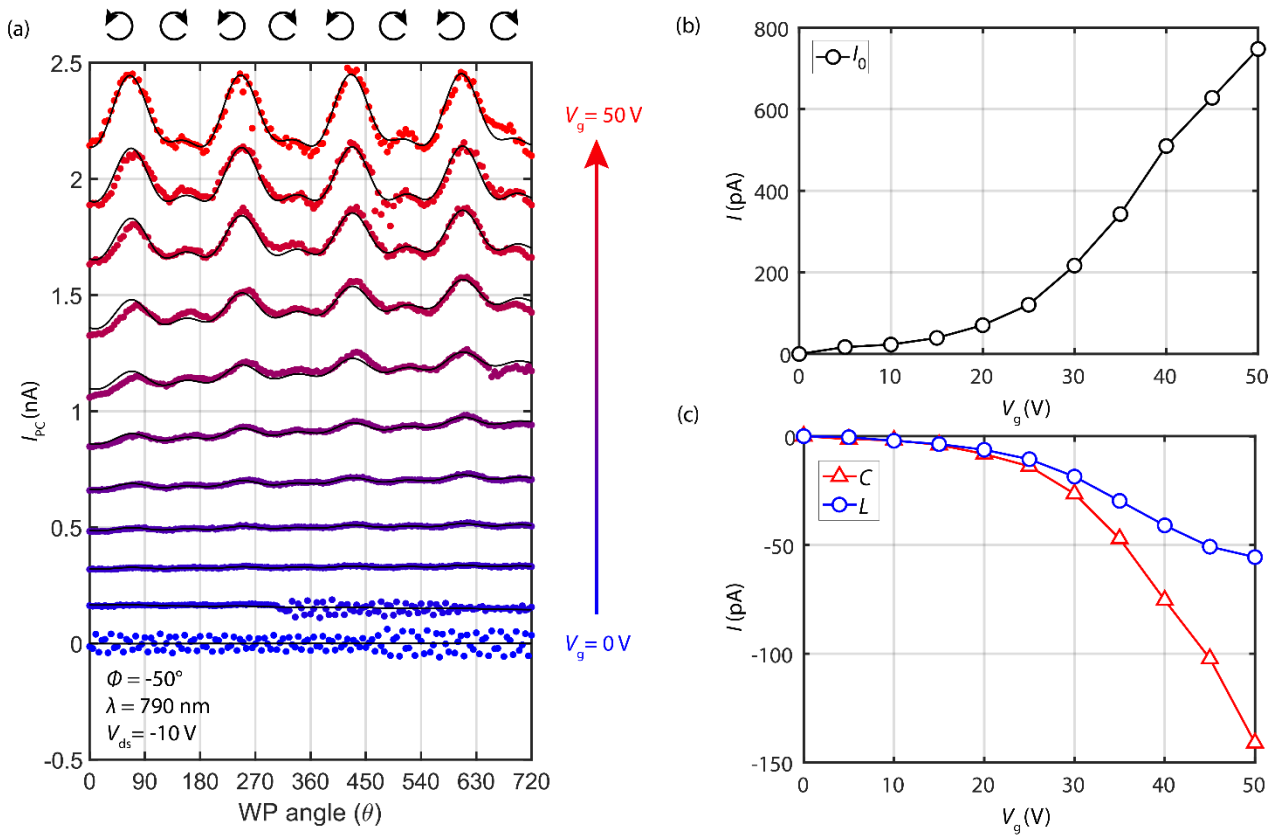 (a)
2.5
2
1.5
1
0.5
0
-0.5
I_PC (nA)
0 90 180 270 360 450 540 630 720
WP angle (θ)
Φ = -50°
λ = 790 nm
V_ds = -10 V
V_g = 50 V
V_g = 0 V
(b)
800
600
400
200
0
I (pA)
I_0
0 10 20 30 40 50
V_g (V)
(c)
0
-50
-100
-150
I (pA)
C
L
0 10 20 30 40 50
V_g (V)